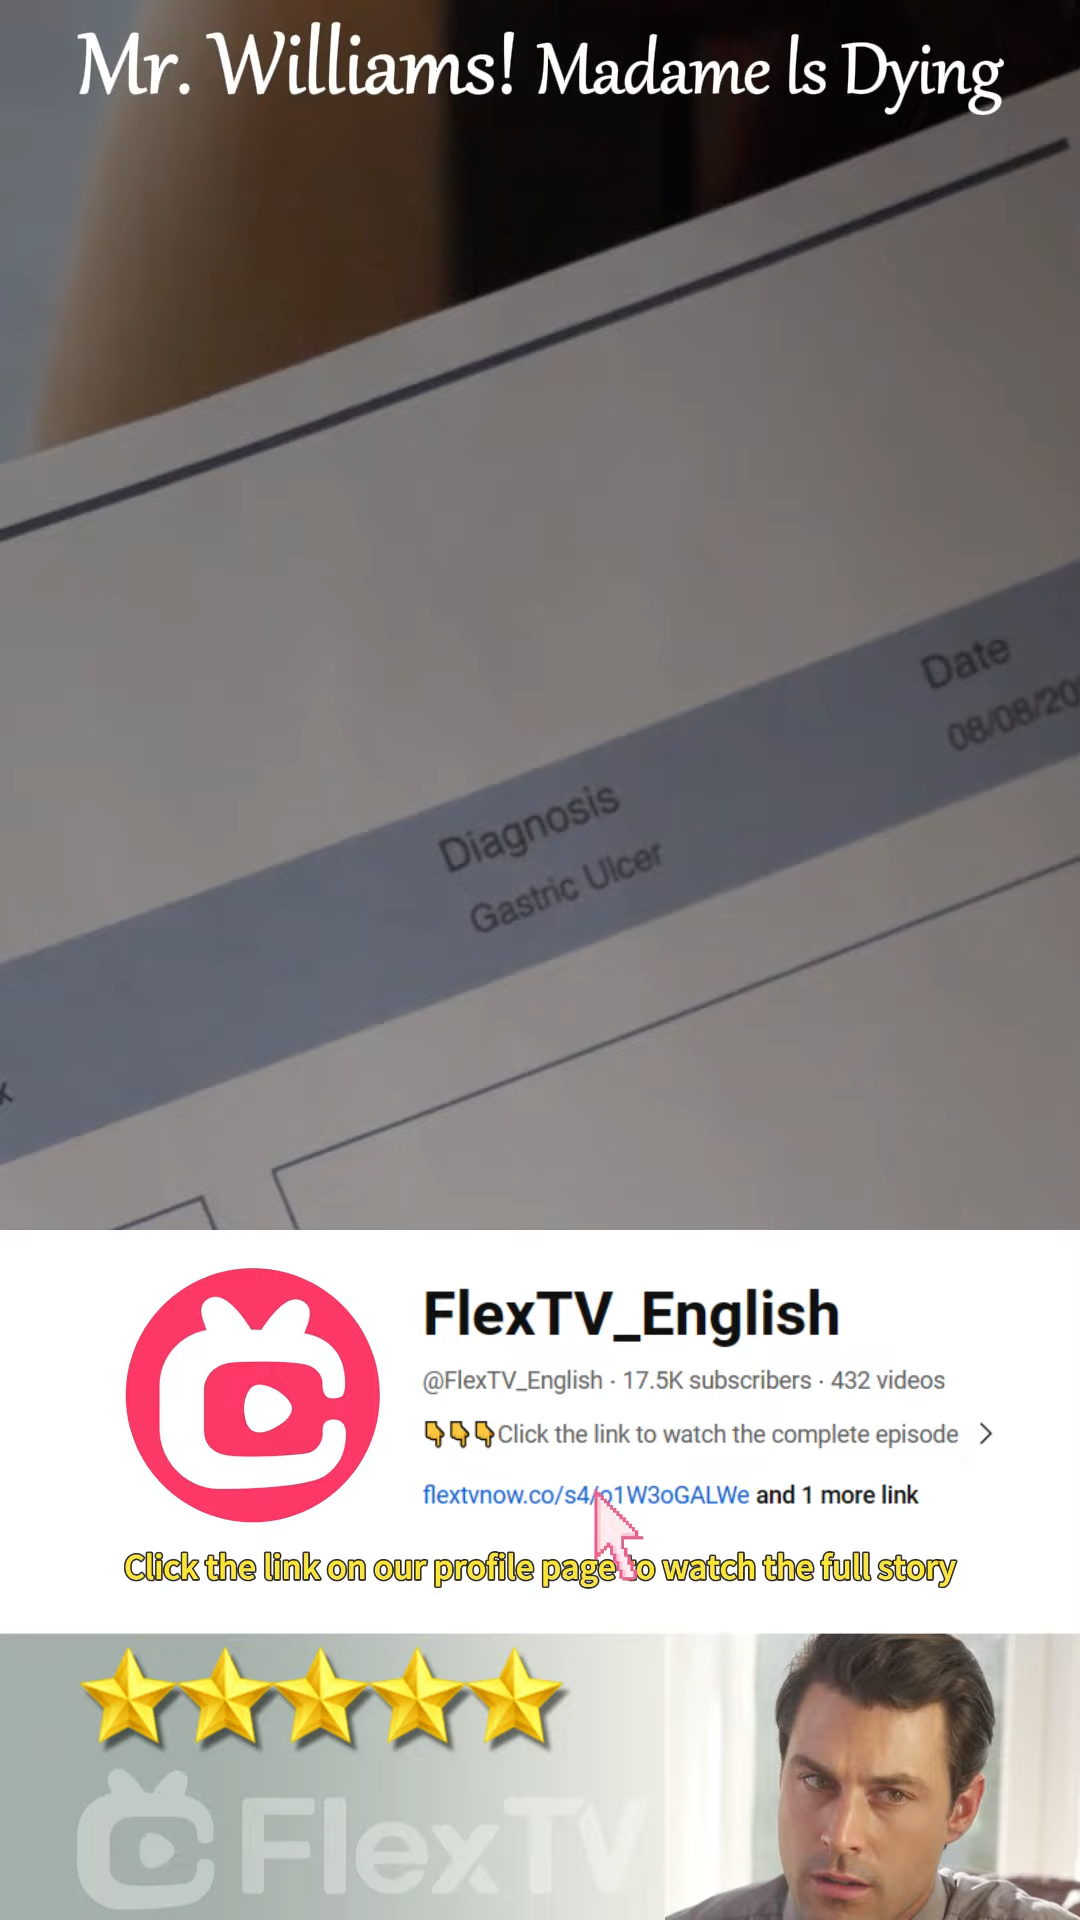 Mr. Williams! Madame ls Dying
Date
08/08/20
Diagnosis
Gastric Ulcer
x
FlexTV_English
@FlexTV_English · 17.5K subscribers · 432 videos
👇👇👇Click the link to watch the complete episode
flextvnow.co/s4/o1W3oGALWe and 1 more link
Click the link on our profile page to watch the full story
FlexTV